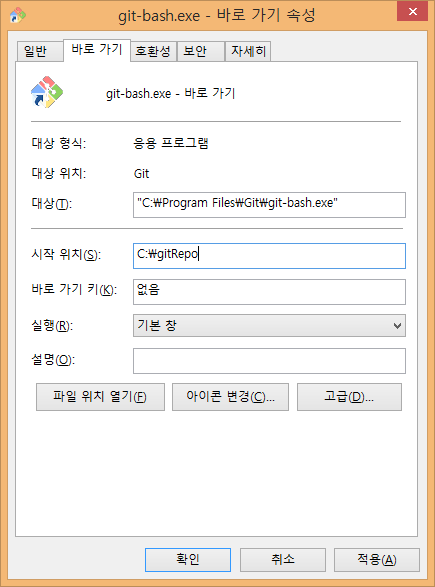 git-bash.exe - 바로 가기 속성
일반 바로 가기 호환성 보안 자세히
git-bash.exe - 바로 가기
대상 형식: 응용 프로그램
대상 위치: Git
대상(T): "C:₩Program Files₩Git₩git-bash.exe"
시작 위치(S): C:₩gitRepo
바로 가기 키(K): 없음
실행(R): 기본 창
설명(O):
파일 위치 열기(F) 아이콘 변경(C)... 고급(D)...
확인 취소 적용(A)